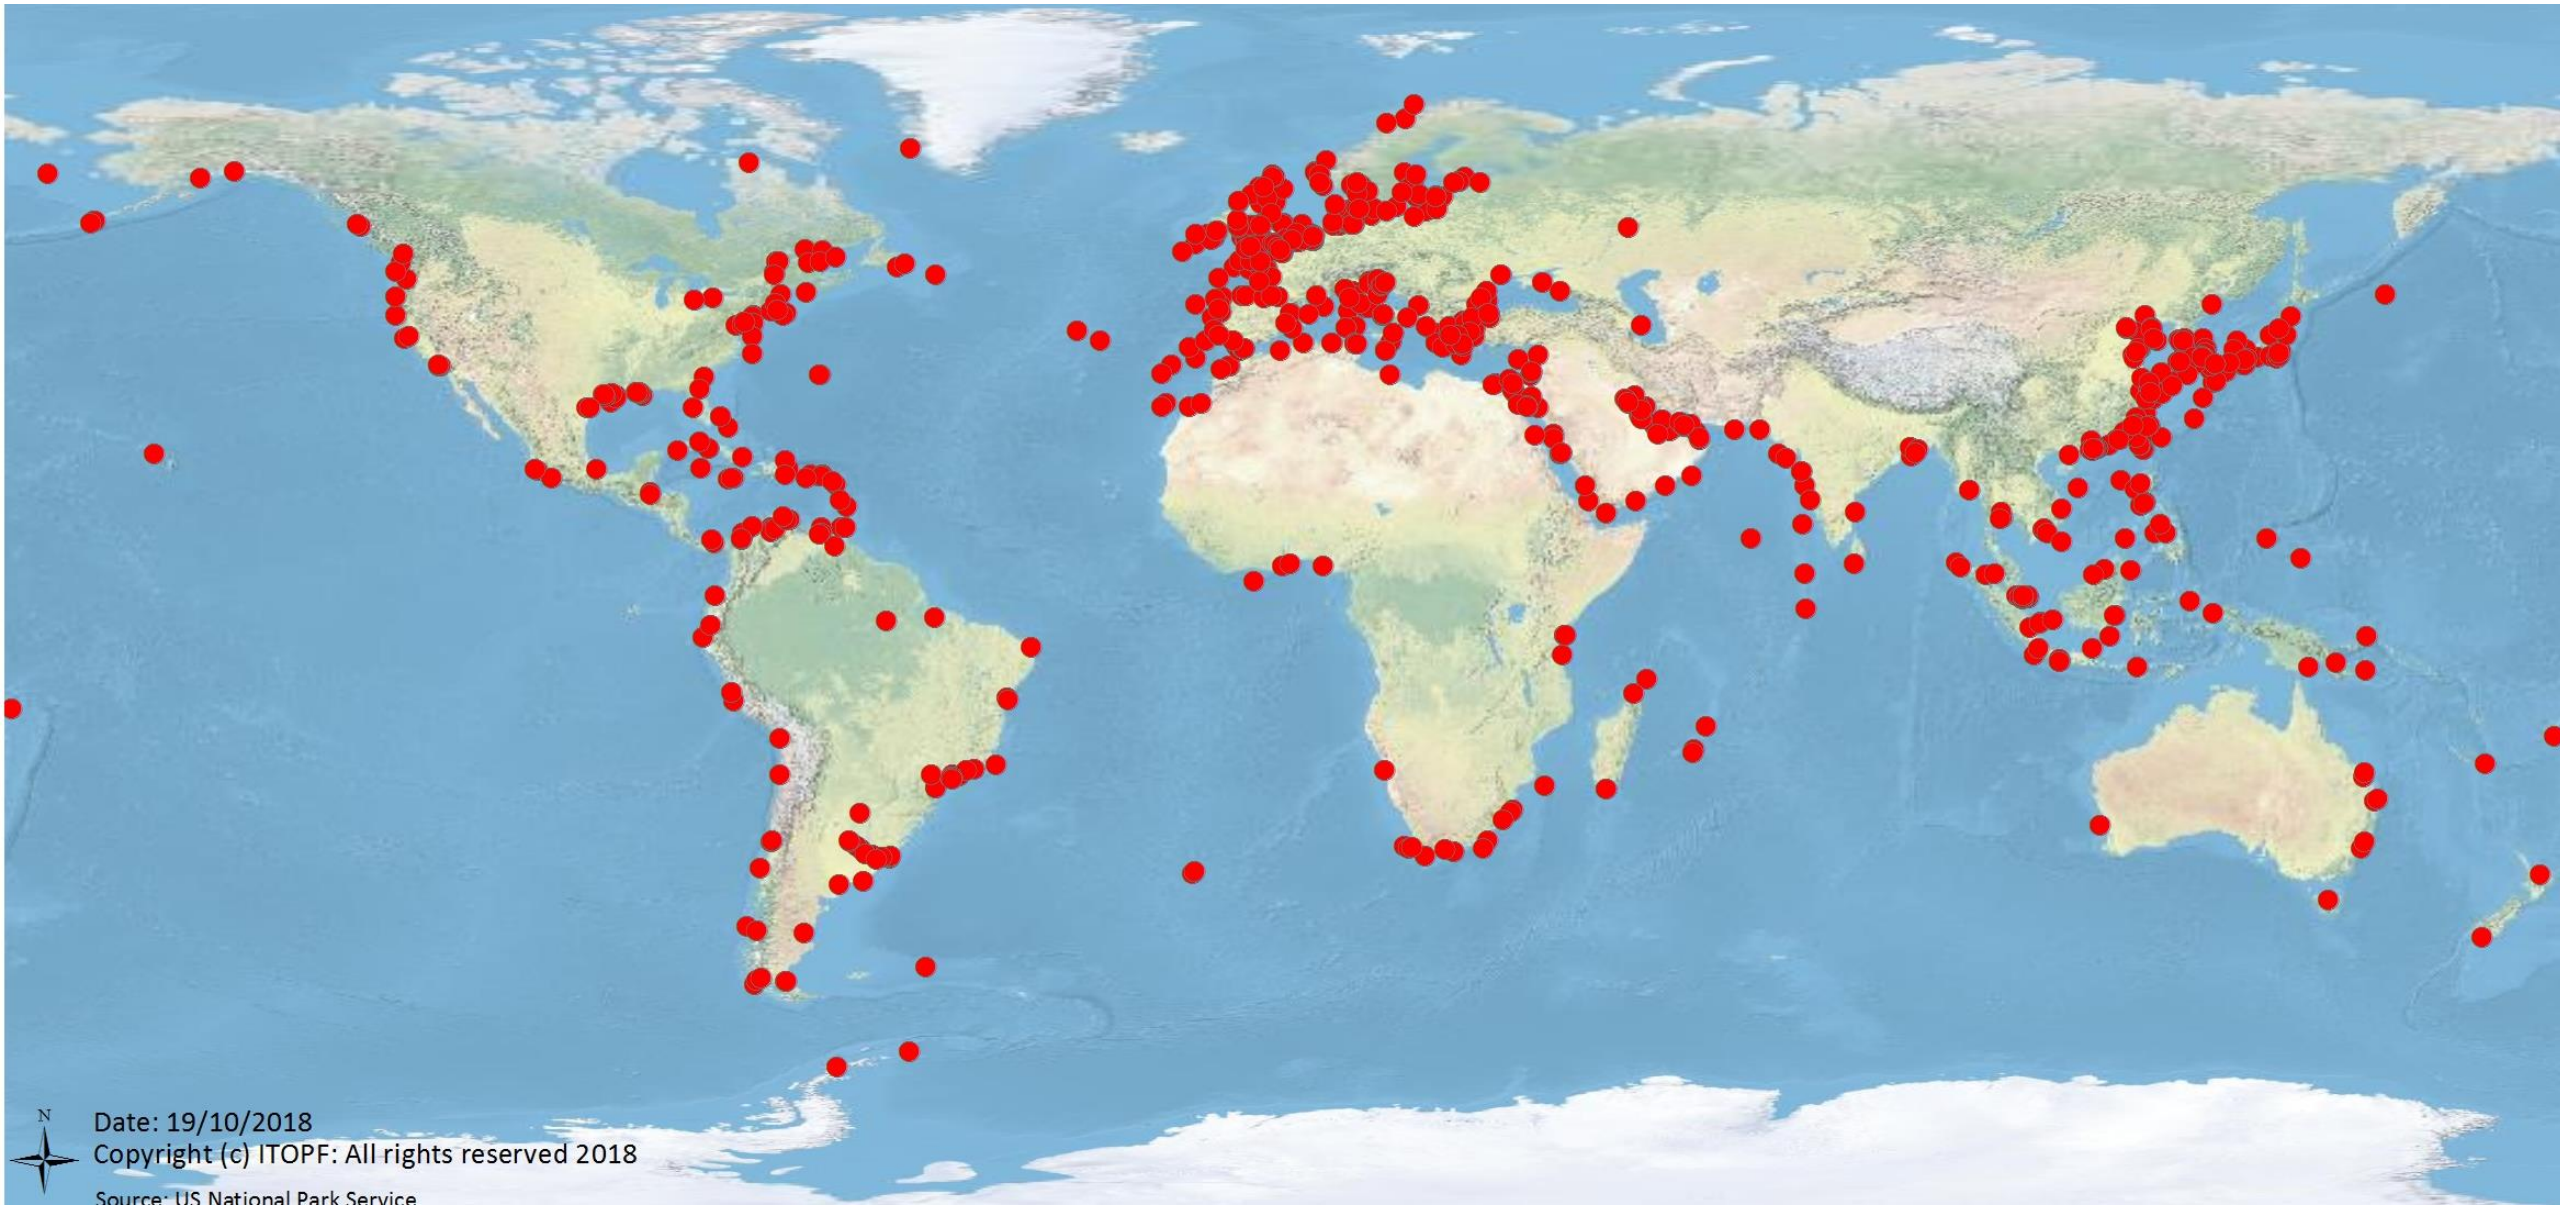 N
Date: 19/10/2018
Copyright (c) ITOPF: All rights reserved 2018
Source: US National Park Service